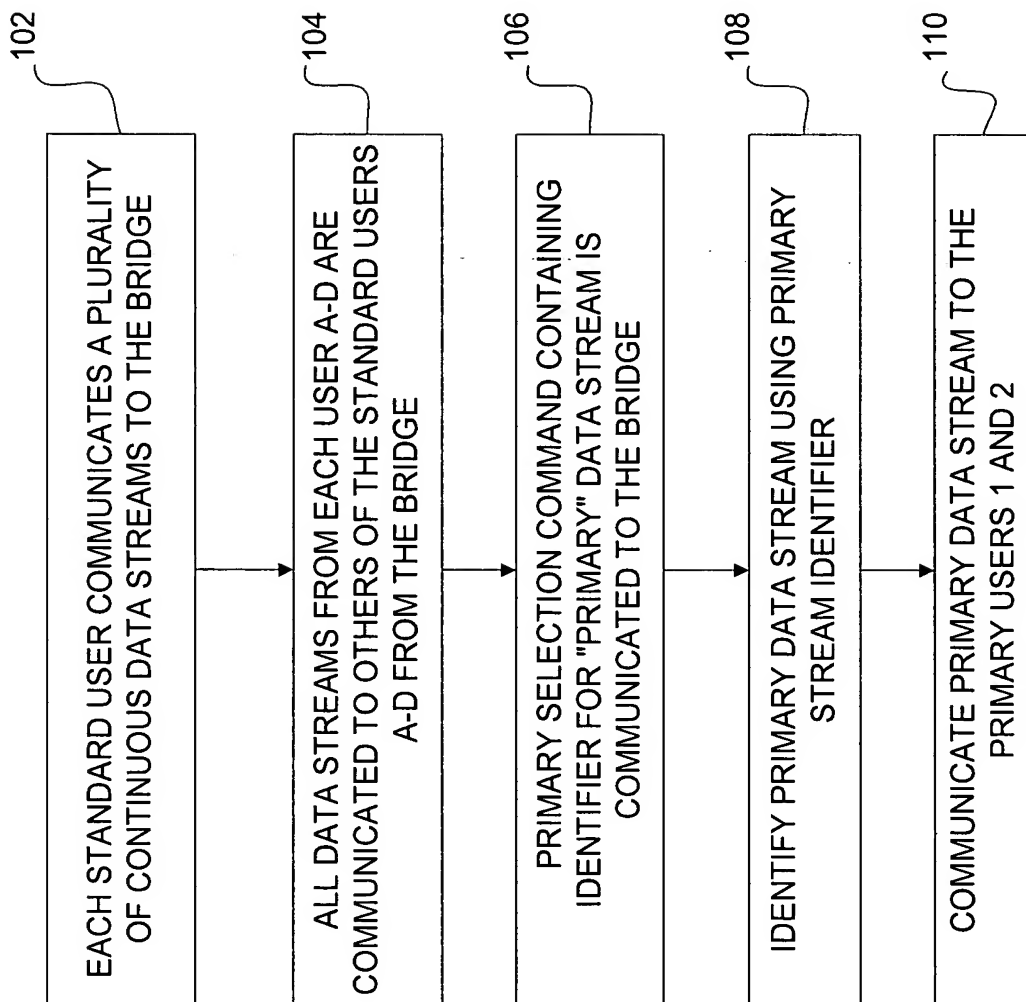 102
EACH STANDARD USER COMMUNICATES A PLURALITY
OF CONTINUOUS DATA STREAMS TO THE BRIDGE
104
ALL DATA STREAMS FROM EACH USER A-D ARE
COMMUNICATED TO OTHERS OF THE STANDARD USERS
A-D FROM THE BRIDGE
106
PRIMARY SELECTION COMMAND CONTAINING
IDENTIFIER FOR "PRIMARY" DATA STREAM IS
COMMUNICATED TO THE BRIDGE
108
IDENTIFY PRIMARY DATA STREAM USING PRIMARY
STREAM IDENTIFIER
110
COMMUNICATE PRIMARY DATA STREAM TO THE
PRIMARY USERS 1 AND 2